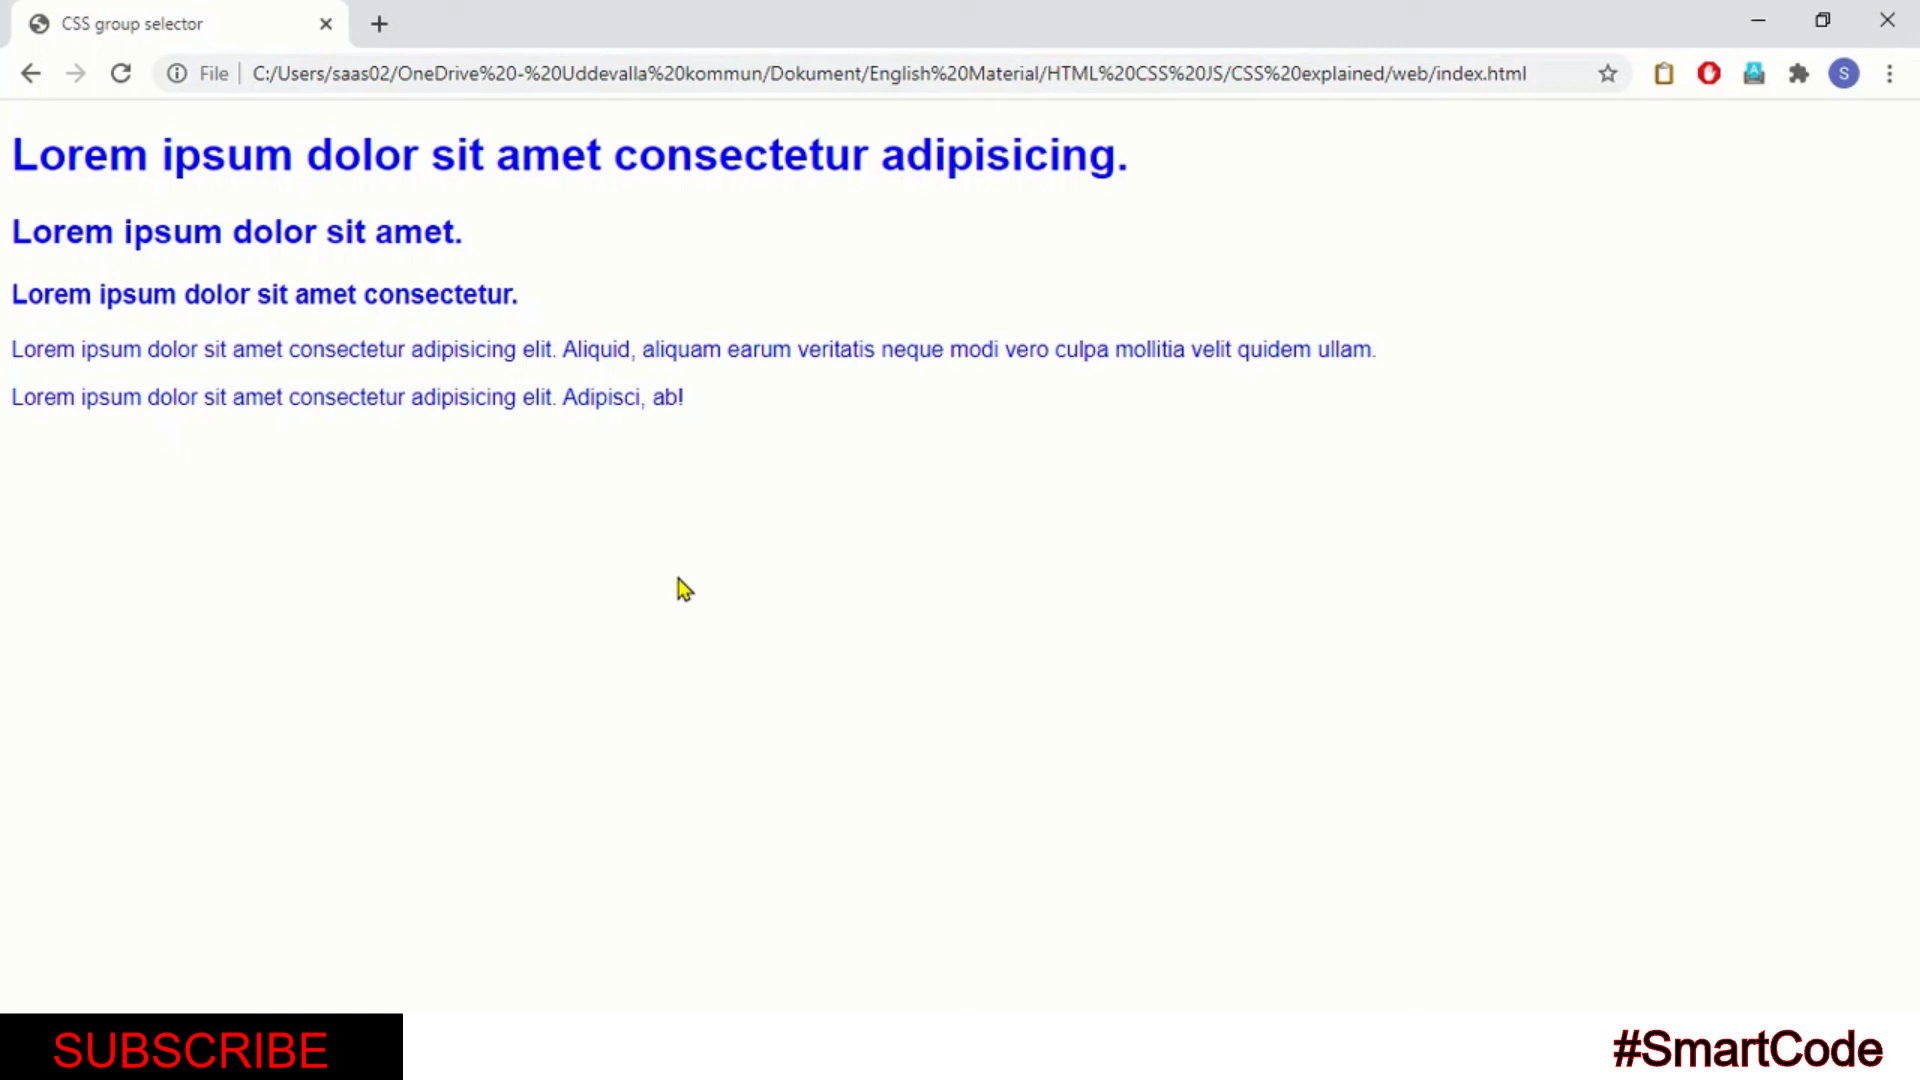 CSS group selector
File
C:/Users/saas02/OneDrive%20-%20Uddevalla%20kommun/Dokument/English%20Material/HTML%20CSS%20JS/CSS%20explained/web/index.html
S
Lorem ipsum dolor sit amet consectetur adipisicing.
Lorem ipsum dolor sit amet.
Lorem ipsum dolor sit amet consectetur.
Lorem ipsum dolor sit amet consectetur adipisicing elit. Aliquid, aliquam earum veritatis neque modi vero culpa mollitia velit quidem ullam.
Lorem ipsum dolor sit amet consectetur adipisicing elit. Adipisci, ab!
SUBSCRIBE
#SmartCode